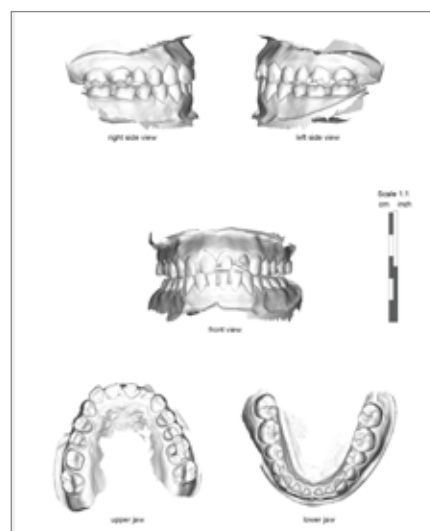 right side view
left side view
Scale 1:1
cm inch
front view
upper jaw
lower jaw